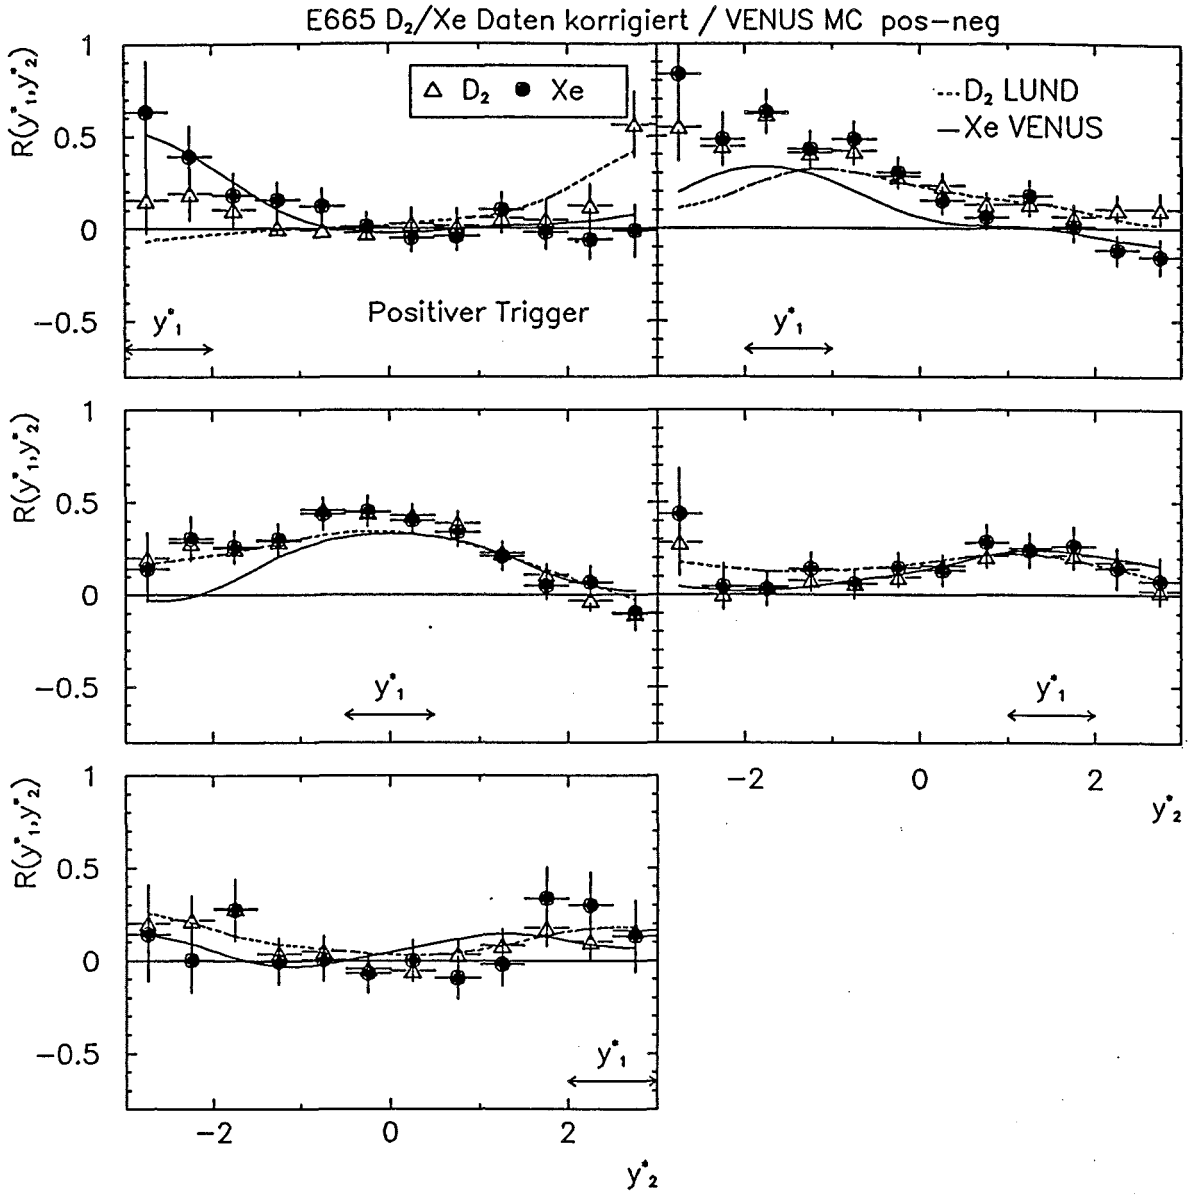 E665 D₂/Xe Daten korrigiert / VENUS MC pos-neg
R(y*₁,y*₂)
1
0.5
0
-0.5
△ D₂ ● Xe
Positiver Trigger
y*₁
D₂ LUND
Xe VENUS
y*₁
R(y*₁,y*₂)
1
0.5
0
-0.5
y*₁
y*₁
-2 0 2
y*₂
R(y*₁,y*₂)
1
0.5
0
-0.5
y*₁
-2 0 2
y*₂